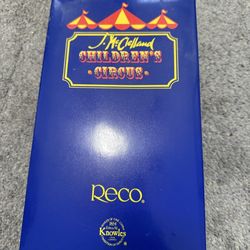 J. McClelland
CHILDREN'S
• CIRCUS •
Reco®
Knowles